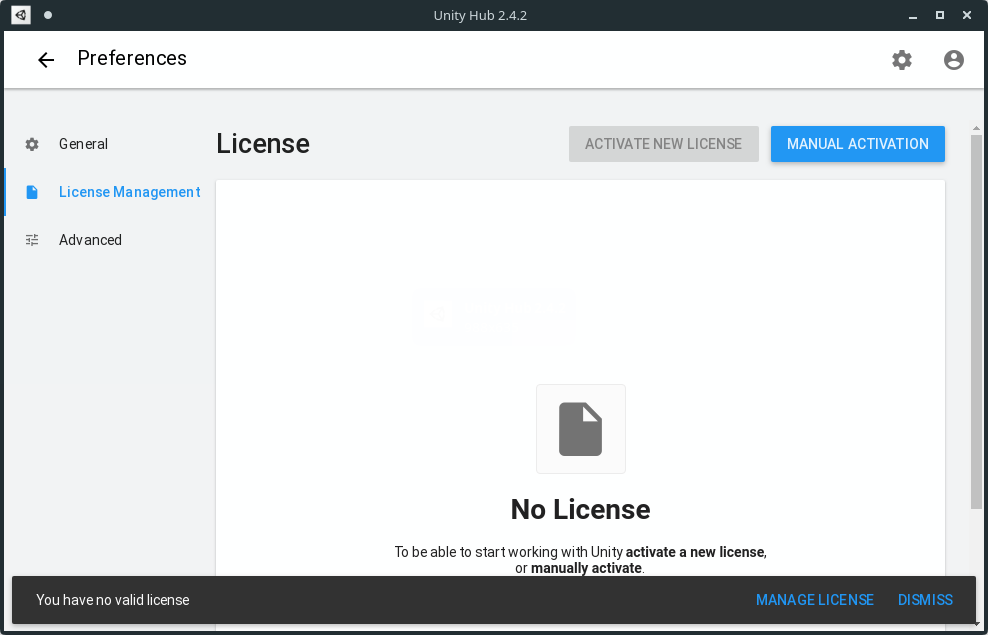 Unity Hub 2.4.2
Preferences
General
License Management
Advanced
License
ACTIVATE NEW LICENSE
MANUAL ACTIVATION
No License
To be able to start working with Unity activate a new license,
or manually activate.
You have no valid license
MANAGE LICENSE
DISMISS